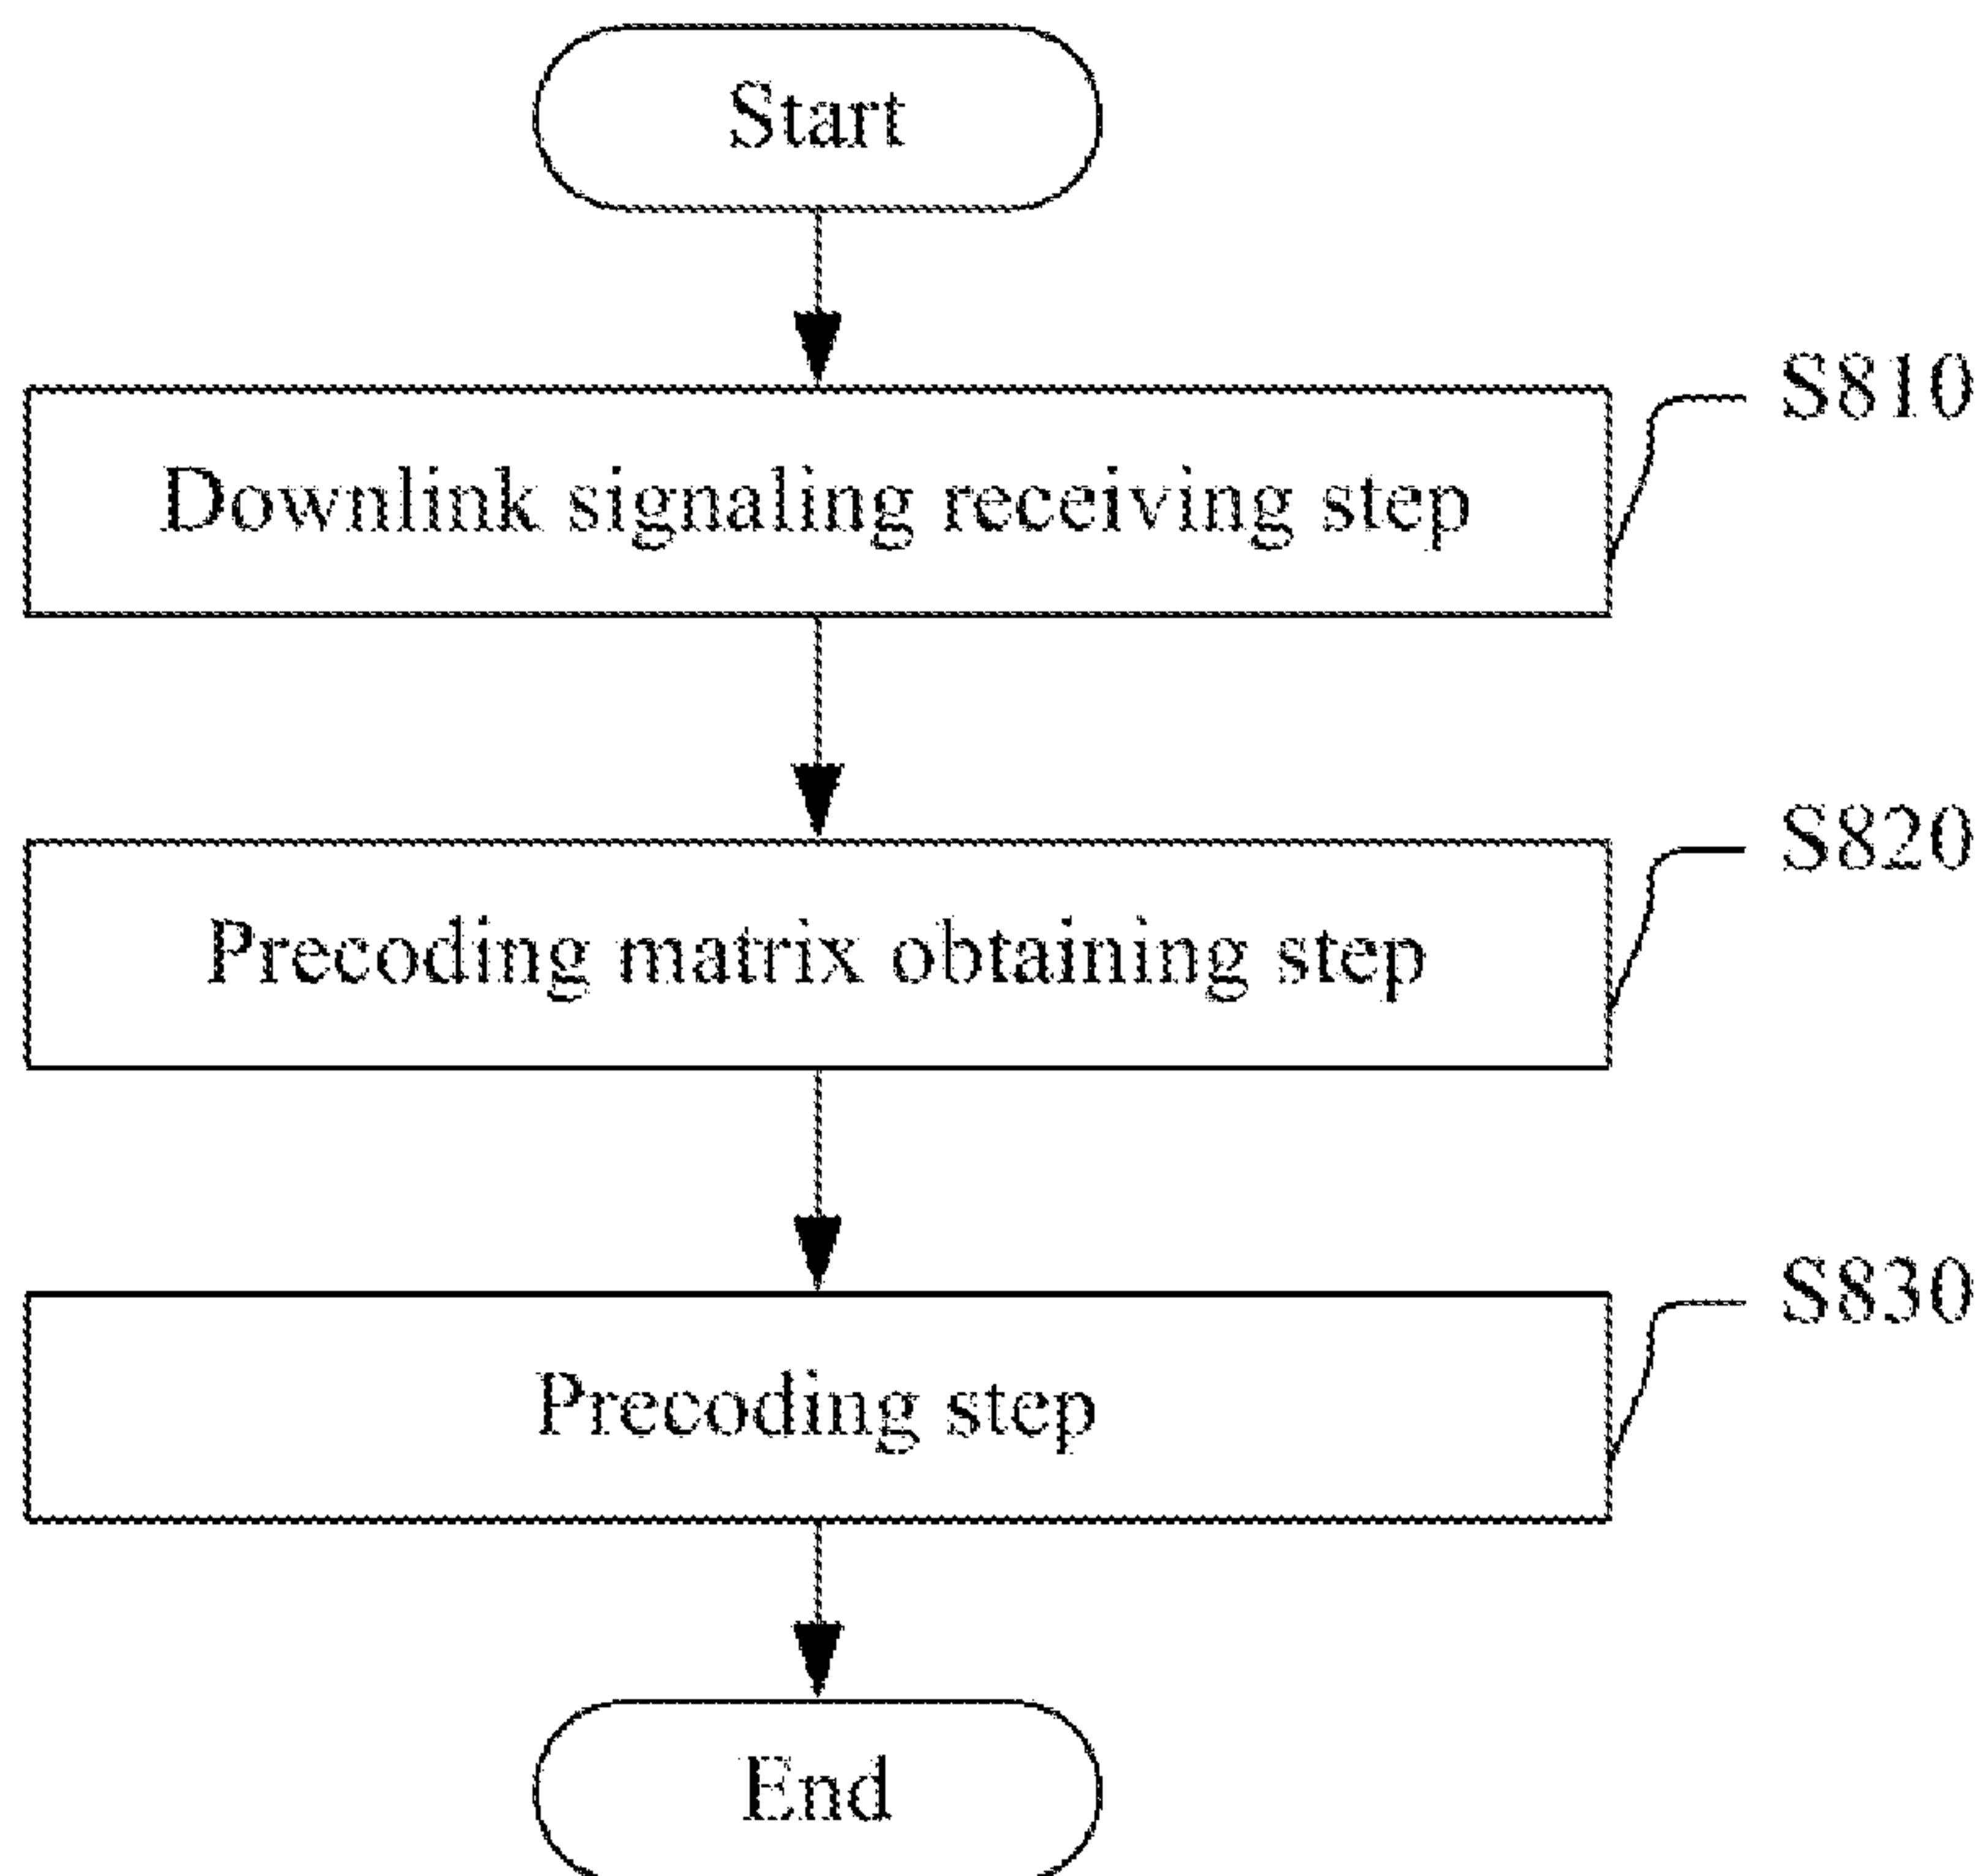 Start
S810
Downlink signaling receiving step
S820
Precoding matrix obtaining step
S830
Precoding step
End